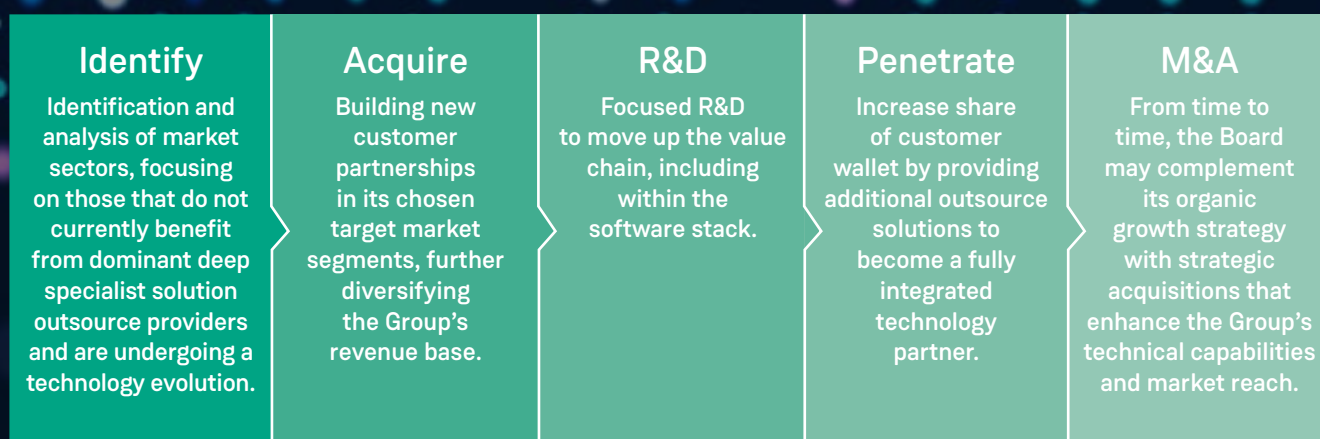 Identify
Identification and
analysis of market
sectors, focusing
on those that do not
currently benefit
from dominant deep
specialist solution
outsource providers
and are undergoing a
technology evolution.
Acquire
Building new
customer
partnerships
in its chosen
target market
segments, further
diversifying
the Group's
revenue base.
R&D
Focused R&D
to move up the value
chain, including
within the
software stack.
Penetrate
Increase share
of customer
wallet by providing
additional outsource
solutions to
become a fully
integrated
technology
partner.
M&A
From time to
time, the Board
may complement
its organic
growth strategy
with strategic
acquisitions that
enhance the Group's
technical capabilities
and market reach.